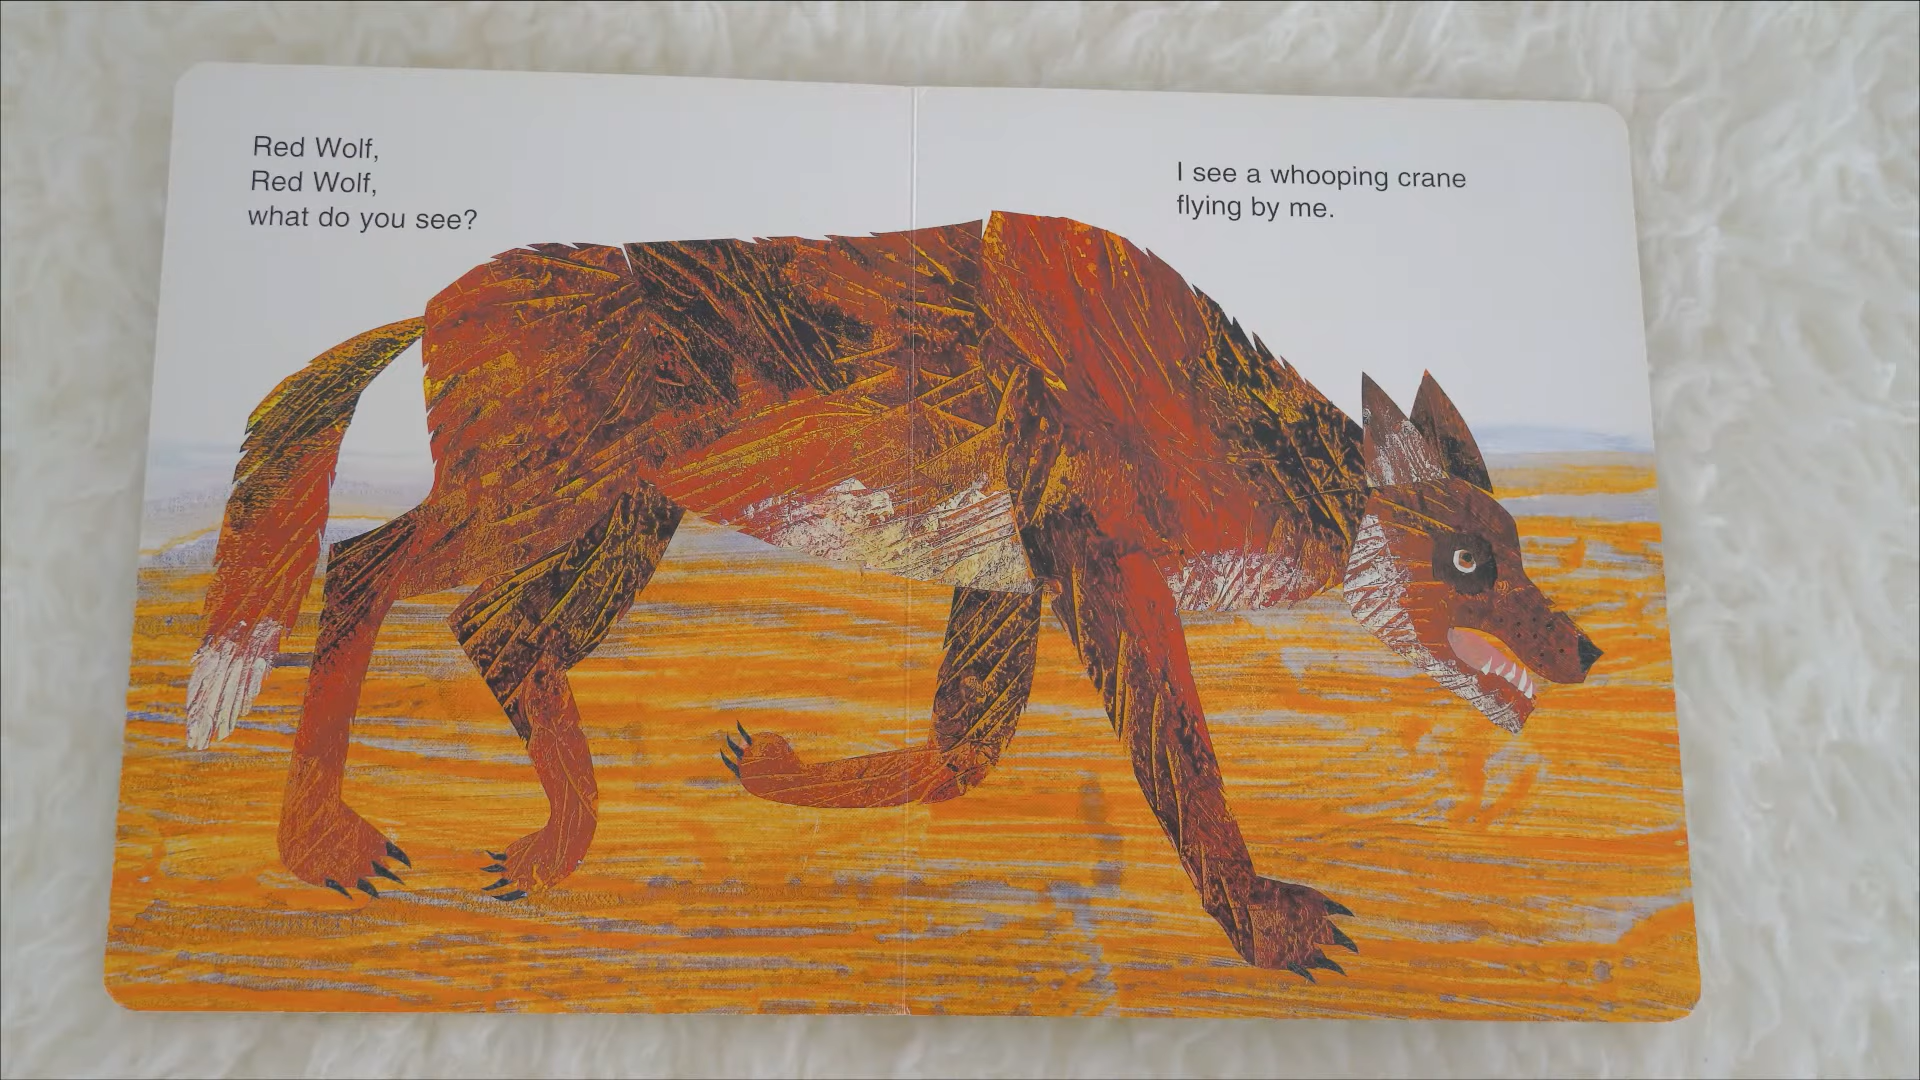 Red Wolf,
Red Wolf,
what do you see?
I see a whooping crane
flying by me.